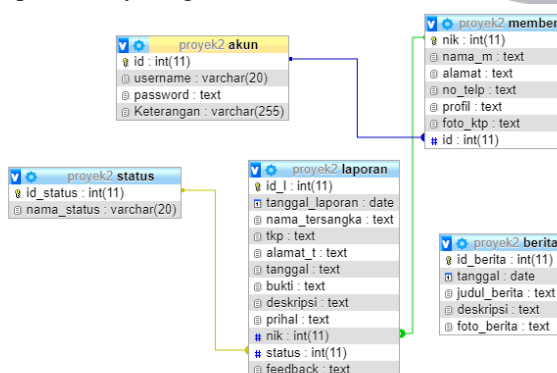 proyek2 akun
id : int(11)
username : varchar(20)
password : text
Keterangan : varchar(255)
proyek2 member
nik : int(11)
nama_m : text
alamat : text
no_telp : text
profil : text
foto_ktp : text
# id : int(11)
proyek2 status
id_status : int(11)
nama_status : varchar(20)
proyek2 laporan
id_l : int(11)
tanggal_laporan : date
nama_tersangka : text
tkp : text
alamat_t : text
tanggal : text
bukti : text
deskripsi : text
prihal : text
# nik : int(11)
# status : int(11)
feedback : text
proyek2 berita
id_berita : int(11)
tanggal : date
judul_berita : text
deskripsi : text
foto_berita : text